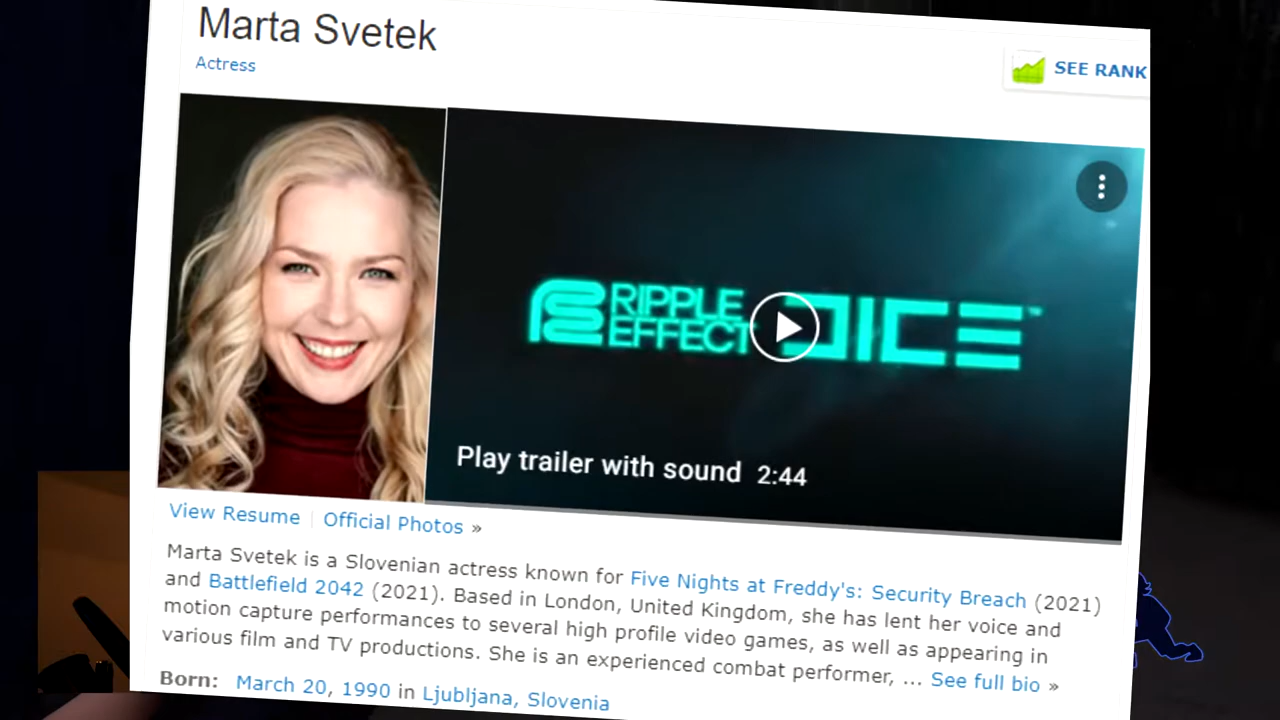 Marta Svetek
Actress
SEE RANK
RIPPLE
EFFECT
DICE™
Play trailer with sound 2:44
View Resume | Official Photos »
Marta Svetek is a Slovenian actress known for Five Nights at Freddy's: Security Breach (2021)
and Battlefield 2042 (2021). Based in London, United Kingdom, she has lent her voice and
motion capture performances to several high profile video games, as well as appearing in
various film and TV productions. She is an experienced combat performer, ... See full bio »
Born: March 20, 1990 in Ljubljana, Slovenia